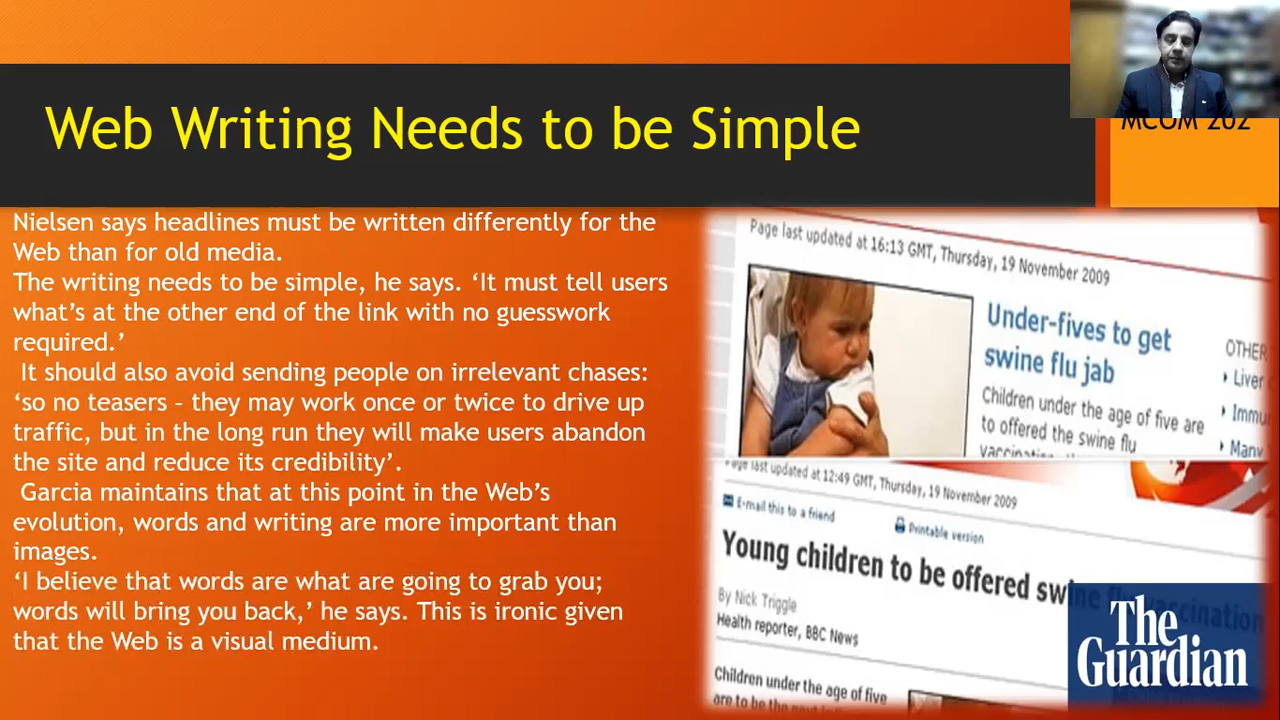 Web Writing Needs to be Simple
MCOM 202
Nielsen says headlines must be written differently for the
Web than for old media.
The writing needs to be simple, he says. ‘It must tell users
what’s at the other end of the link with no guesswork
required.’
It should also avoid sending people on irrelevant chases:
‘so no teasers – they may work once or twice to drive up
traffic, but in the long run they will make users abandon
the site and reduce its credibility’.
Garcia maintains that at this point in the Web’s
evolution, words and writing are more important than
images.
‘I believe that words are what are going to grab you;
words will bring you back,’ he says. This is ironic given
that the Web is a visual medium.
Page last updated at 16:13 GMT, Thursday, 19 November 2009
Under-fives to get
swine flu jab
Children under the age of five are
to offered the swine flu
OTHER
Liver
Immu
Many
Page last updated at 12:49 GMT, Thursday, 19 November 2009
E-mail this to a friend
Printable version
Young children to be offered swine flu vaccination
By Nick Triggle
Health reporter, BBC News
Children under the age of five
The
Guardian